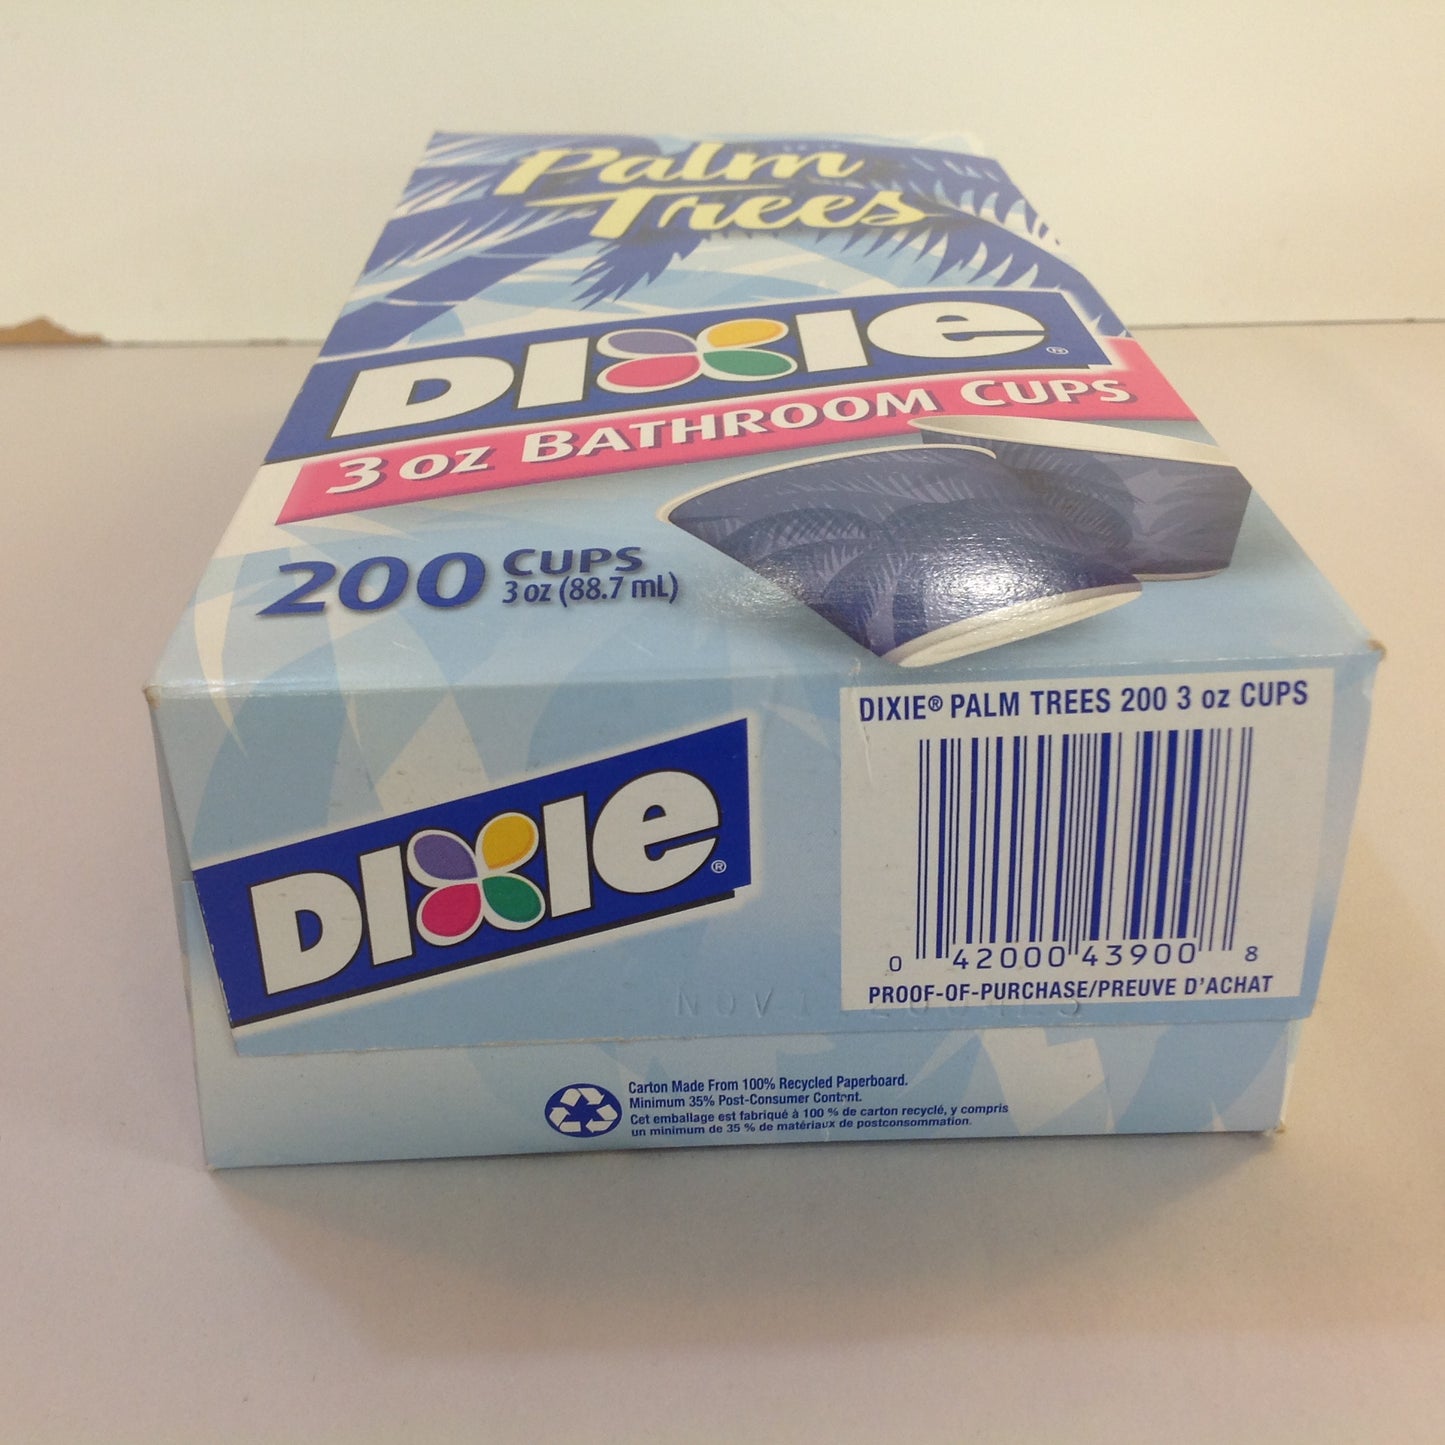 Palm
Trees
DIXIE®
3 oz BATHROOM CUPS
200 CUPS
3 oz (88.7 mL)
DIXIE® PALM TREES 200 3 oz CUPS
DIXIE®
0 42000 43900 8
PROOF-OF-PURCHASE/PREUVE D'ACHAT
NOV
Carton Made From 100% Recycled Paperboard.
Minimum 35% Post-Consumer Content.
Cet emballage est fabriqué à 100 % de carton recyclé, y compris
un minimum de 35 % de matériaux de postconsommation.